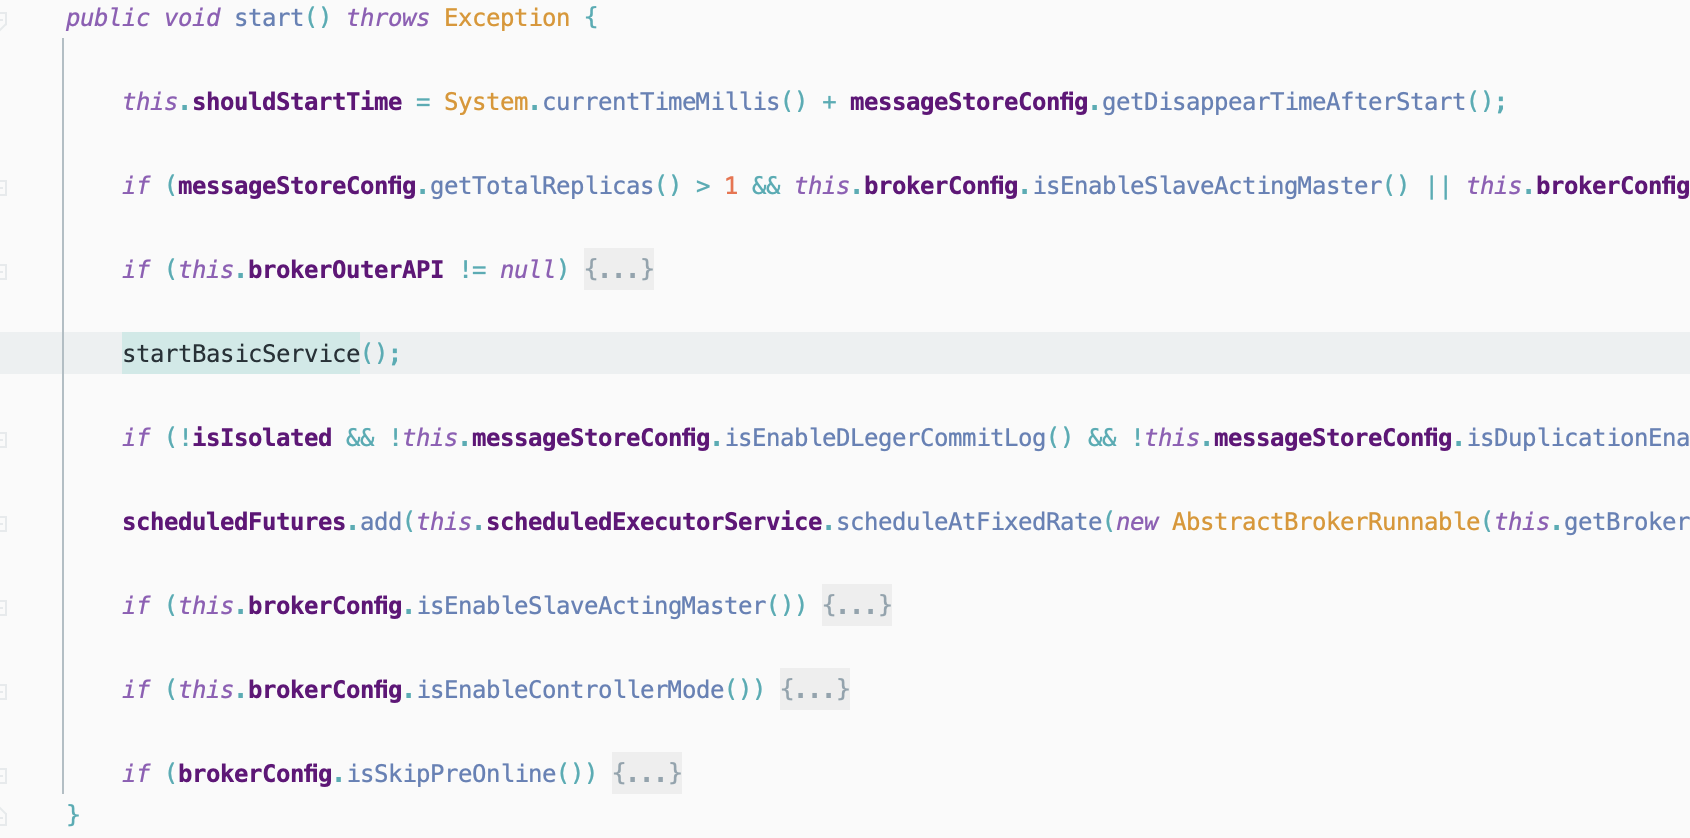 public void start() throws Exception {
this.shouldStartTime = System.currentTimeMillis() + messageStoreConfig.getDisappearTimeAfterStart();
if (messageStoreConfig.getTotalReplicas() > 1 && this.brokerConfig.isEnableSlaveActingMaster() || this.brokerConfig
if (this.brokerOuterAPI != null) {...}
startBasicService();
if (!isIsolated && !this.messageStoreConfig.isEnableDLegerCommitLog() && !this.messageStoreConfig.isDuplicationEna
scheduledFutures.add(this.scheduledExecutorService.scheduleAtFixedRate(new AbstractBrokerRunnable(this.getBroker
if (this.brokerConfig.isEnableSlaveActingMaster()) {...}
if (this.brokerConfig.isEnableControllerMode()) {...}
if (brokerConfig.isSkipPreOnline()) {...}
}